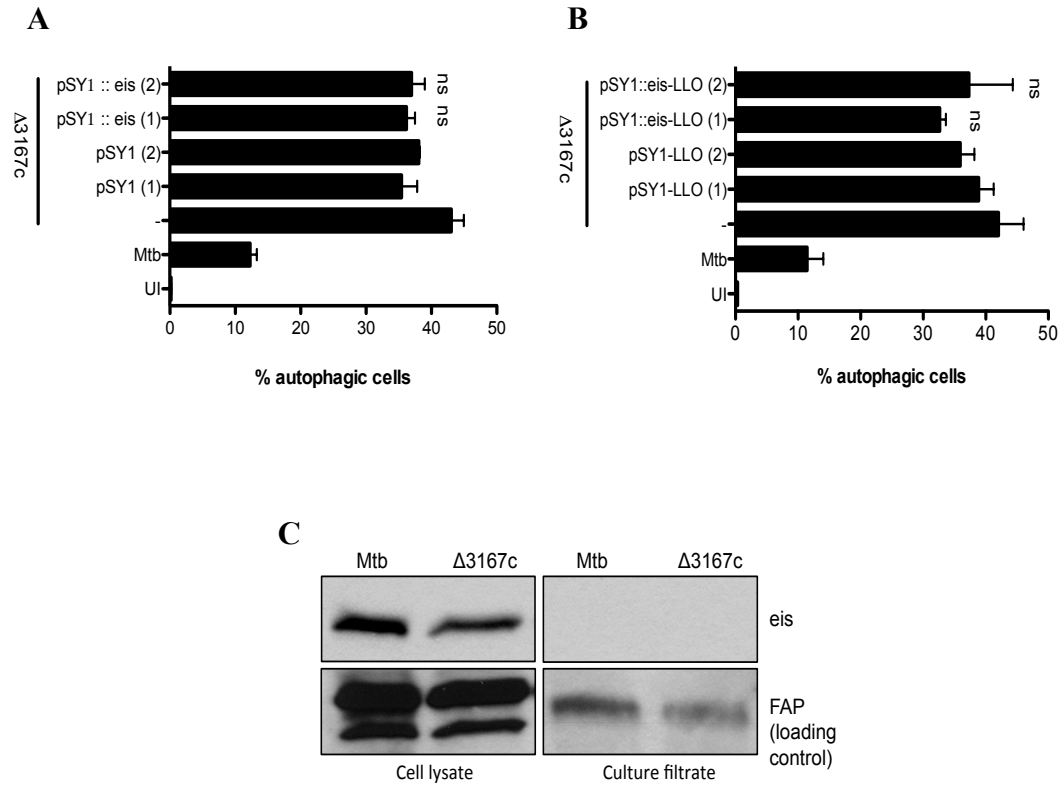 A
Δ3167c
pSY1 :: eis (2)
ns
pSY1 :: eis (1)
ns
pSY1 (2)
pSY1 (1)
-
Mtb
UI
0 10 20 30 40 50
% autophagic cells
B
Δ3167c
pSY1::eis-LLO (2)
ns
pSY1::eis-LLO (1)
ns
pSY1-LLO (2)
pSY1-LLO (1)
-
Mtb
UI
0 10 20 30 40 50
% autophagic cells
C
Mtb Δ3167c Mtb Δ3167c
eis
FAP
(loading
control)
Cell lysate Culture filtrate